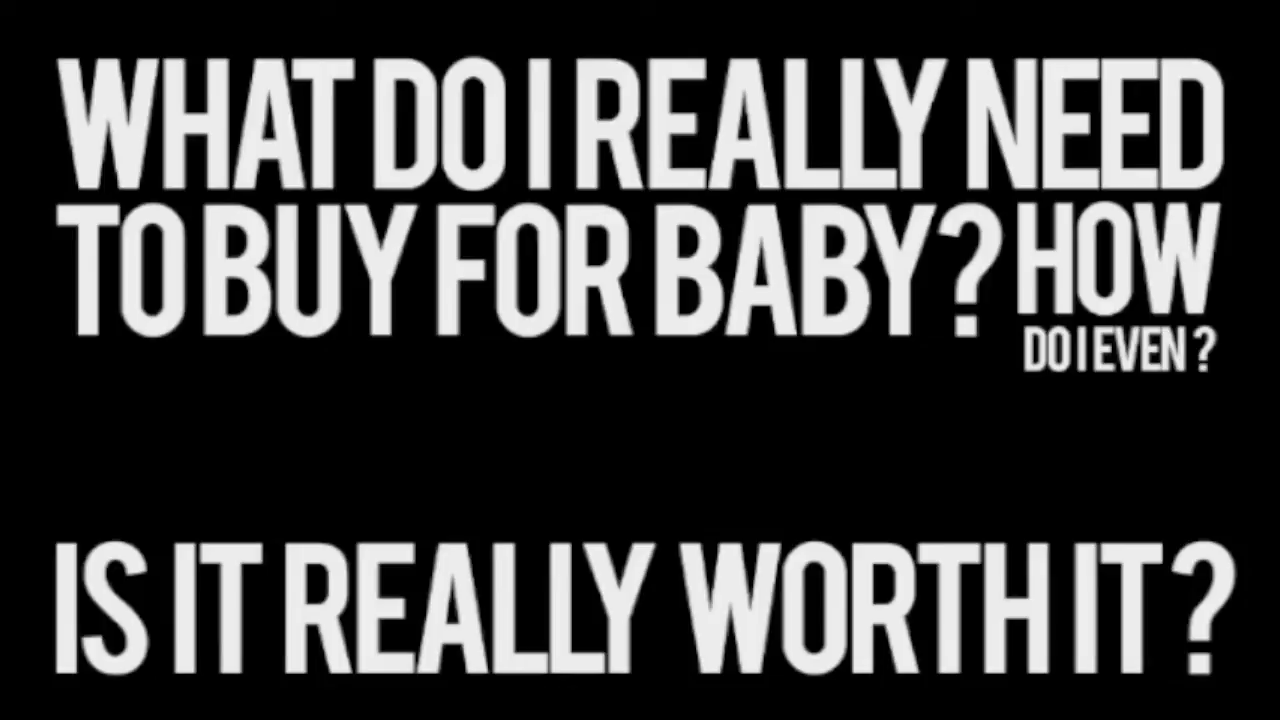 WHAT DO I REALLY NEED
TO BUY FOR BABY? HOW
DO I EVEN ?
IS IT REALLY WORTH IT ?